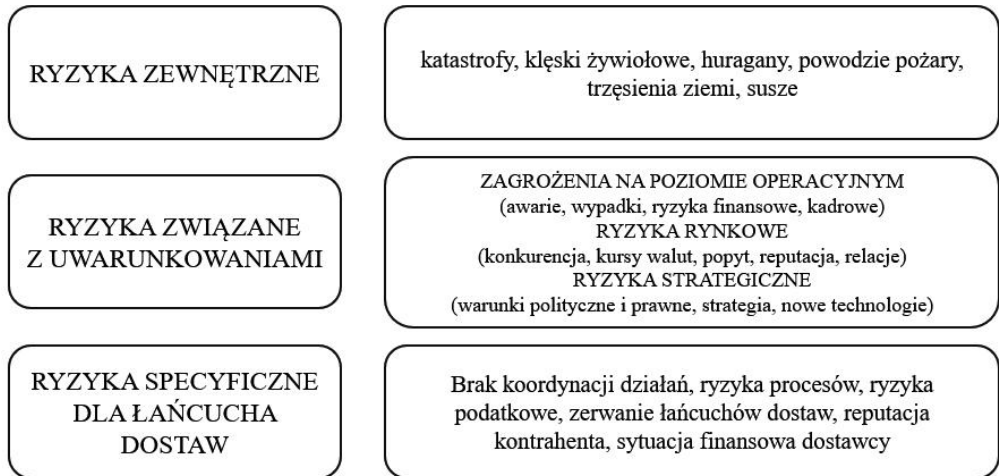 RYZYKA ZEWNĘTRZNE
katastrofy, klęski żywiołowe, huragany, powodzie pożary,
trzęsienia ziemi, susze
RYZYKA ZWIĄZANE
Z UWARUNKOWANIAMI
ZAGROŻENIA NA POZIOMIE OPERACYJNYM
(awarie, wypadki, ryzyka finansowe, kadrowe)
RYZYKA RYNKOWE
(konkurencja, kursy walut, popyt, reputacja, relacje)
RYZYKA STRATEGICZNE
(warunki polityczne i prawne, strategia, nowe technologie)
RYZYKA SPECYFICZNE
DLA ŁAŃCUCHA
DOSTAW
Brak koordynacji działań, ryzyka procesów, ryzyka
podatkowe, zerwanie łańcuchów dostaw, reputacja
kontrahenta, sytuacja finansowa dostawcy